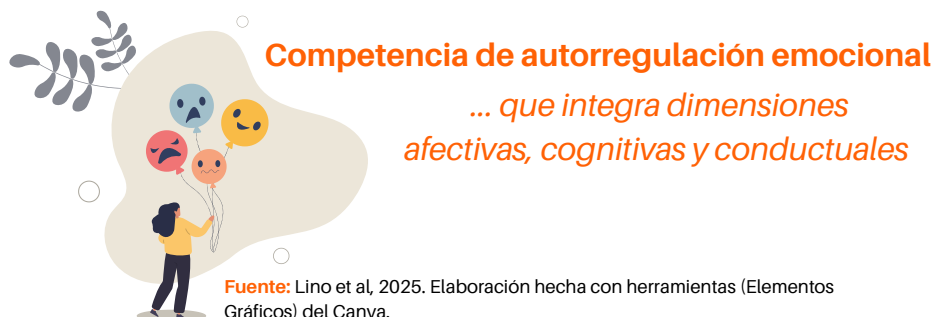 Competencia de autorregulación emocional
... que integra dimensiones
afectivas, cognitivas y conductuales
Fuente: Lino et al, 2025. Elaboración hecha con herramientas (Elementos
Gráficos) del Canva.